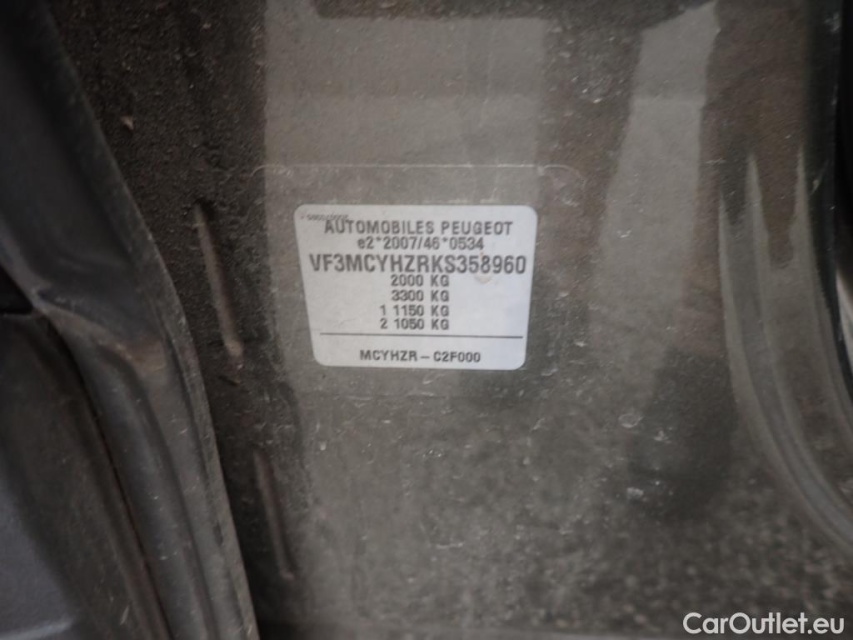 AUTOMOBILES PEUGEOT
e2*2007/46*0534
VF3MCYHZRKS358960
2000 KG
3300 KG
1 1150 KG
2 1050 KG
MCYHZR - C2F000
CarOutlet.eu